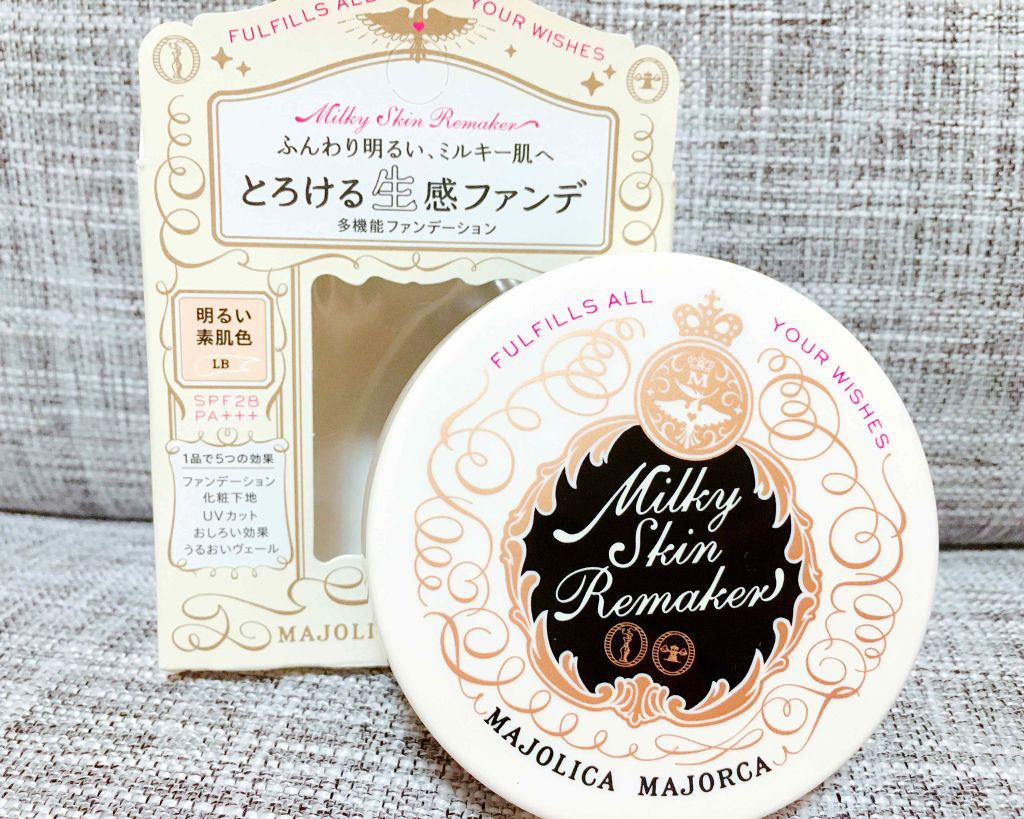 FULFILLS ALL YOUR WISHES
Milky Skin Remaker
ふんわり明るい、ミルキー肌へ
とろける生感ファンデ
多機能ファンデーション
明るい
素肌色
LB
SPF28
PA+++
1品で5つの効果
ファンデーション
化粧下地
UVカット
おしろい効果
うるおいヴェール
MAJOLI
FULFILLS ALL YOUR WISHES
M
Milky
Skin
Remaker
MAJOLICA MAJORCA